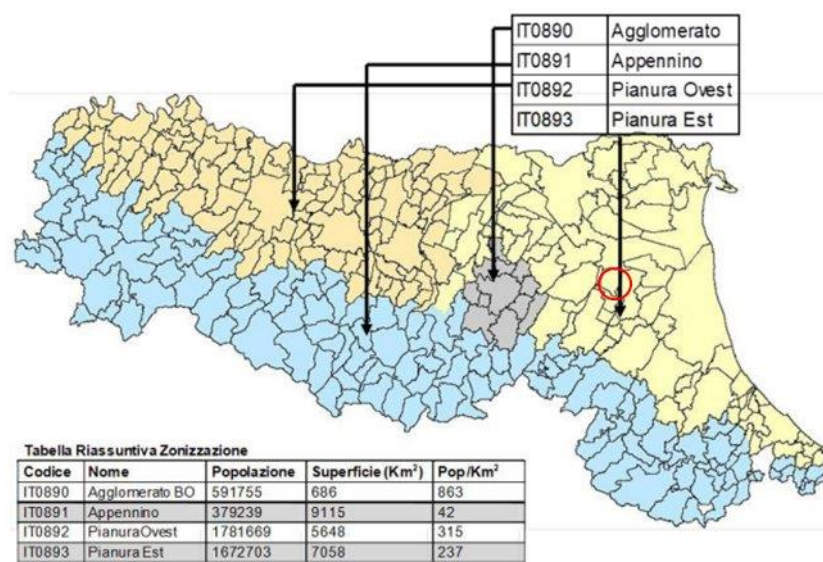 IT0890 Agglomerato
IT0891 Appennino
IT0892 Pianura Ovest
IT0893 Pianura Est
Tabella Riassuntiva Zonizzazione
Codice Nome Popolazione Superficie (Km²) Pop/Km²
IT0890 Agglomerato BO 591755 686 863
IT0891 Appennino 379239 9115 42
IT0892 PianuraOvest 1781669 5648 315
IT0893 Pianura Est 1672703 7058 237